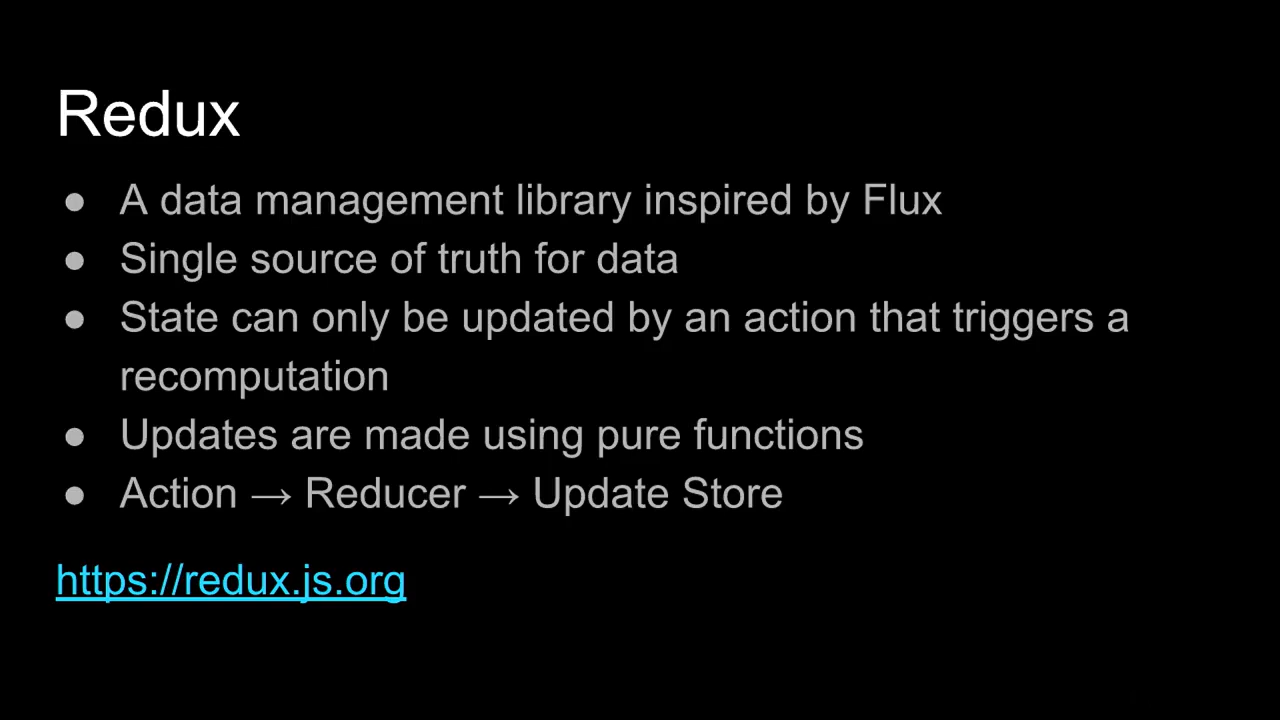 Redux
● A data management library inspired by Flux
● Single source of truth for data
● State can only be updated by an action that triggers a
recomputation
● Updates are made using pure functions
● Action → Reducer → Update Store
https://redux.js.org